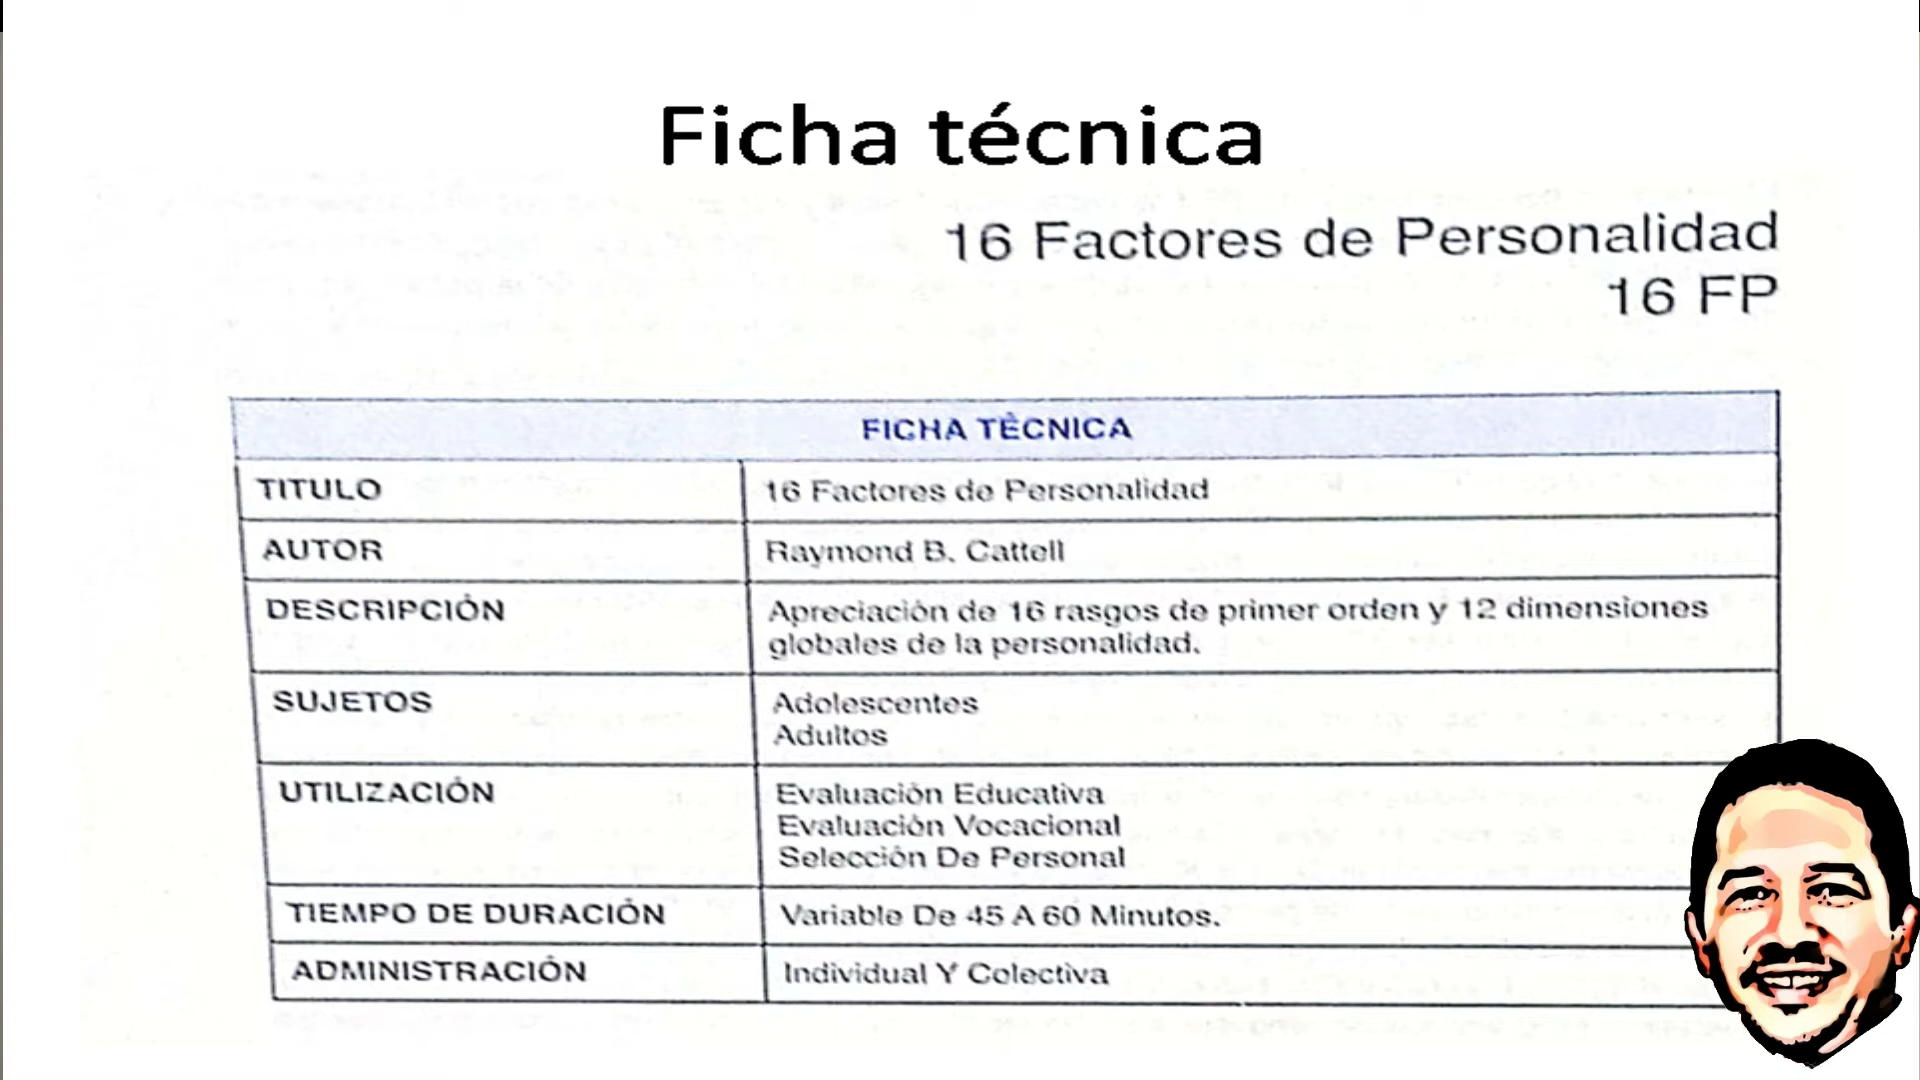 Ficha técnica
16 Factores de Personalidad
16 FP
FICHA TÈCNICA
TITULO
16 Factores de Personalidad
AUTOR
Raymond B. Cattell
DESCRIPCIÓN
Apreciación de 16 rasgos de primer orden y 12 dimensiones
globales de la personalidad.
SUJETOS
Adolescentes
Adultos
UTILIZACIÓN
Evaluación Educativa
Evaluación Vocacional
Selección De Personal
TIEMPO DE DURACIÓN
Variable De 45 A 60 Minutos.
ADMINISTRACIÓN
Individual Y Colectiva